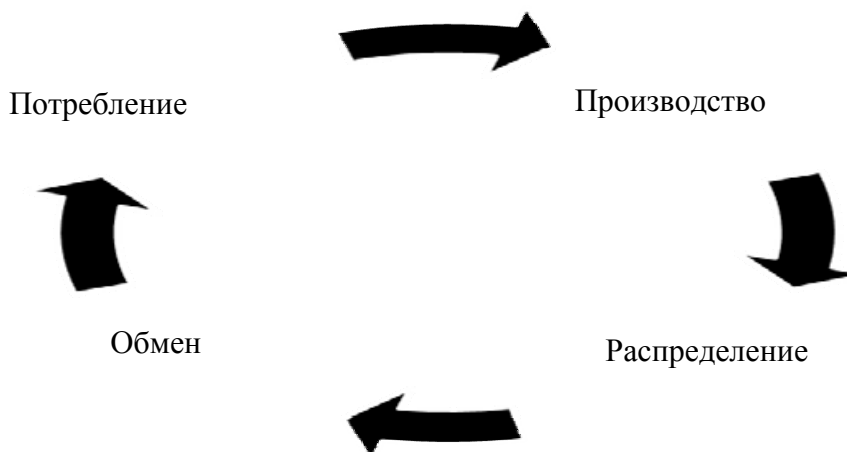 Потребление
Производство
Обмен
Распределение